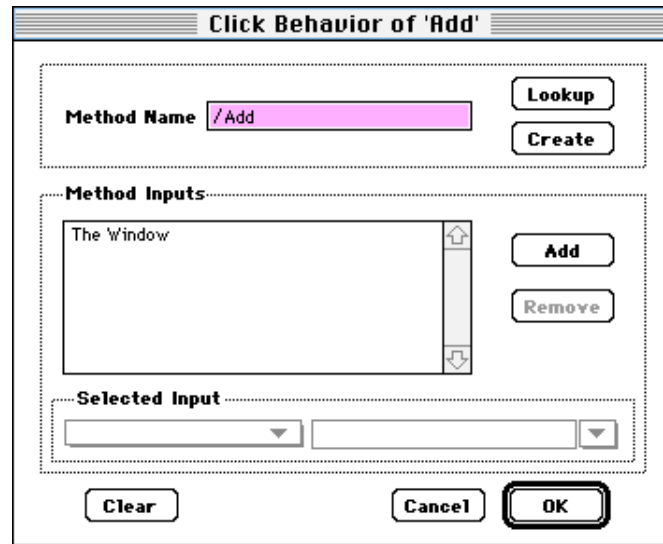 Click Behavior of 'Add'
Method Name
/Add
Lookup
Create
Method Inputs
The Window
Add
Remove
Selected Input
Clear
Cancel
OK